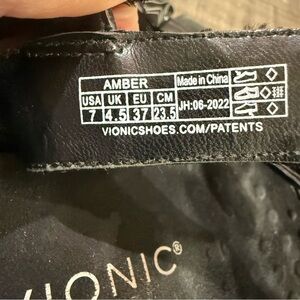 AMBER
Made in China
USA UK EU CM
7 4.5 37 23.5
JH:06-2022
VIONICSHOES.COM/PATENTS
VIONIC®